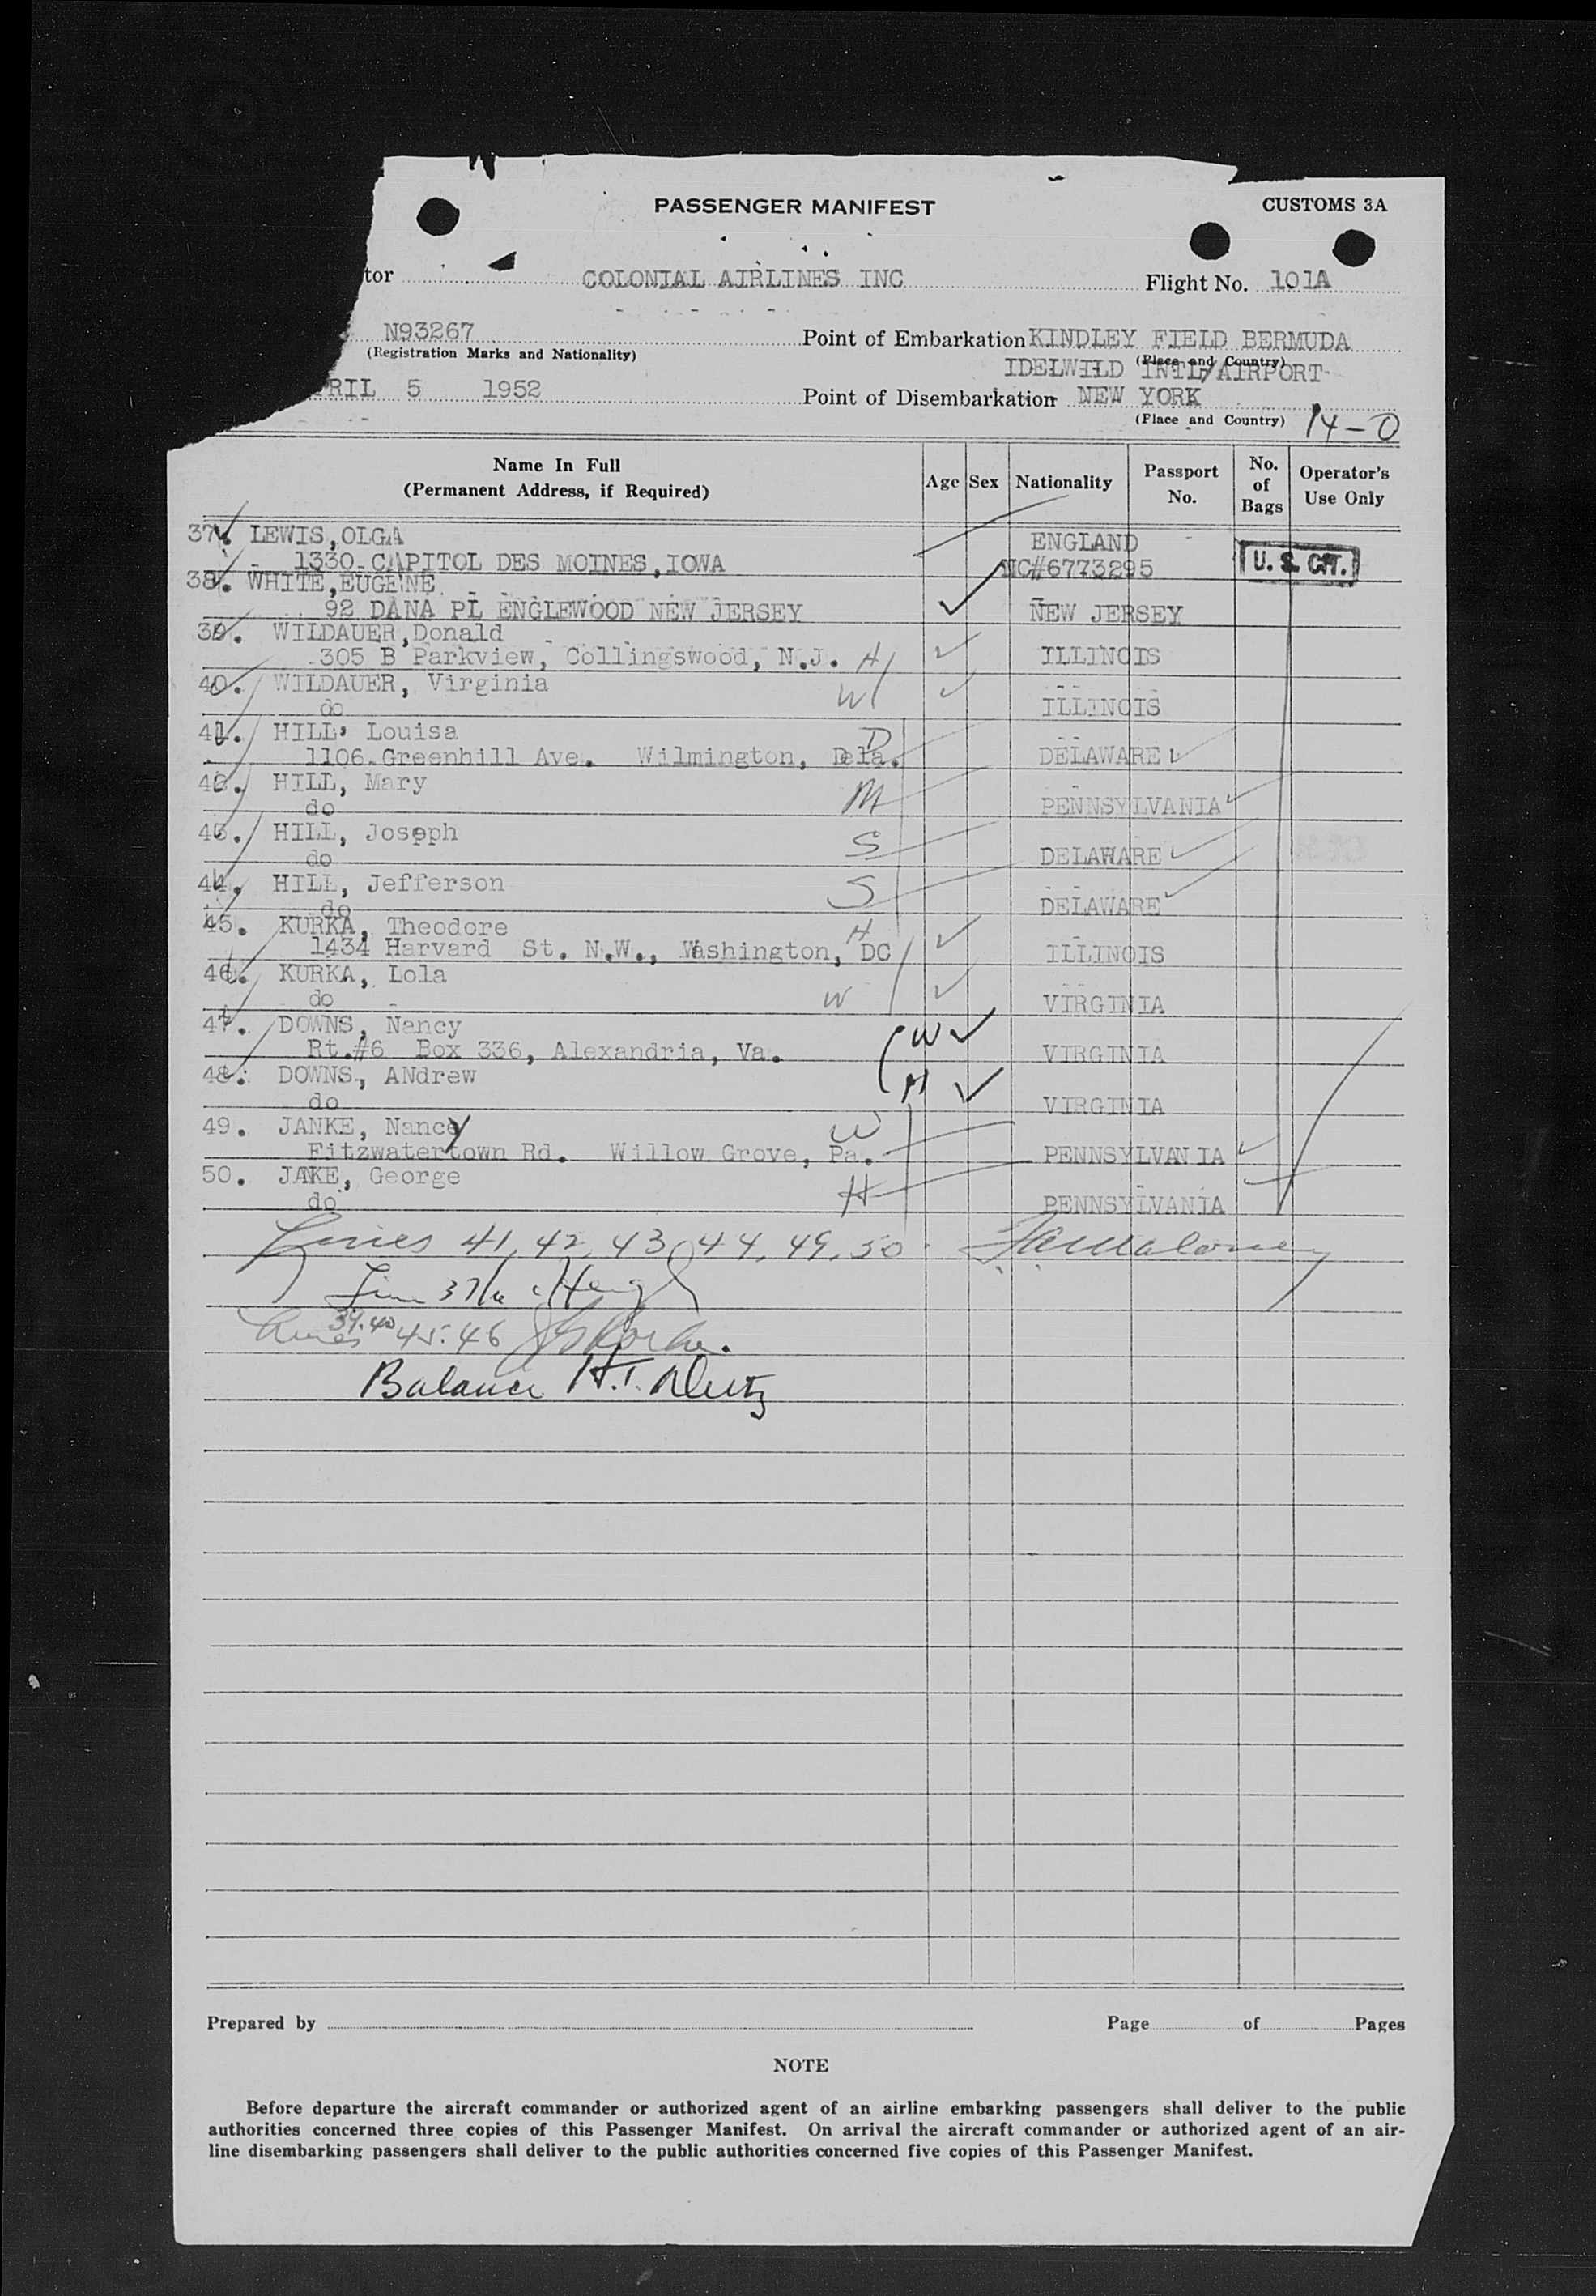 PASSENGER MANIFEST
CUSTOMS 3A
tor COLONIAL AIRLINES INC Flight No. 101A
N93267 Point of Embarkation KINDLEY FIELD BERMUDA
(Registration Marks and Nationality) (Place and Country)
IDELWILD INTL/AIRPORT
PRIL 5 1952 Point of Disembarkation NEW YORK
(Place and Country) 14-0
Name In Full
(Permanent Address, if Required)
Age Sex Nationality Passport No. No. of Bags Operator's Use Only
37. LEWIS,OLGA ENGLAND
1330 CAPITOL DES MOINES,IOWA NC#6773295 U. S. CIT.
38. WHITE,EUGENE
92 DANA PL ENGLEWOOD NEW JERSEY NEW JERSEY
39. WILDAUER,Donald
305 B Parkview, Collingswood, N.J. H ILLINOIS
40. WILDAUER, Virginia W
do ILLINOIS
41. HILL, Louisa D
1106 Greenhill Ave. Wilmington, Dela. DELAWARE
42. HILL, Mary M
do PENNSYLVANIA
43. HILL, Joseph S
do DELAWARE
44. HILL, Jefferson S
do DELAWARE
45. KURKA, Theodore H
1434 Harvard St. N.W., Washington, DC ILLINOIS
46. KURKA, Lola
do W VIRGINIA
47. DOWNS, Nancy W
Rt.#6 Box 336, Alexandria, Va. VIRGINIA
48. DOWNS, ANdrew H
do VIRGINIA
49. JANKE, Nancy W
Fitzwatertown Rd. Willow Grove, Pa. PENNSYLVANIA
50. JANKE, George H
do PENNSYLVANIA
Lines 41, 42, 43, 44, 49, 50
Line 37
Lines 39.40 45.46
Balance H.T.
Prepared by Page of Pages
NOTE
Before departure the aircraft commander or authorized agent of an airline embarking passengers shall deliver to the public
authorities concerned three copies of this Passenger Manifest. On arrival the aircraft commander or authorized agent of an air-
line disembarking passengers shall deliver to the public authorities concerned five copies of this Passenger Manifest.